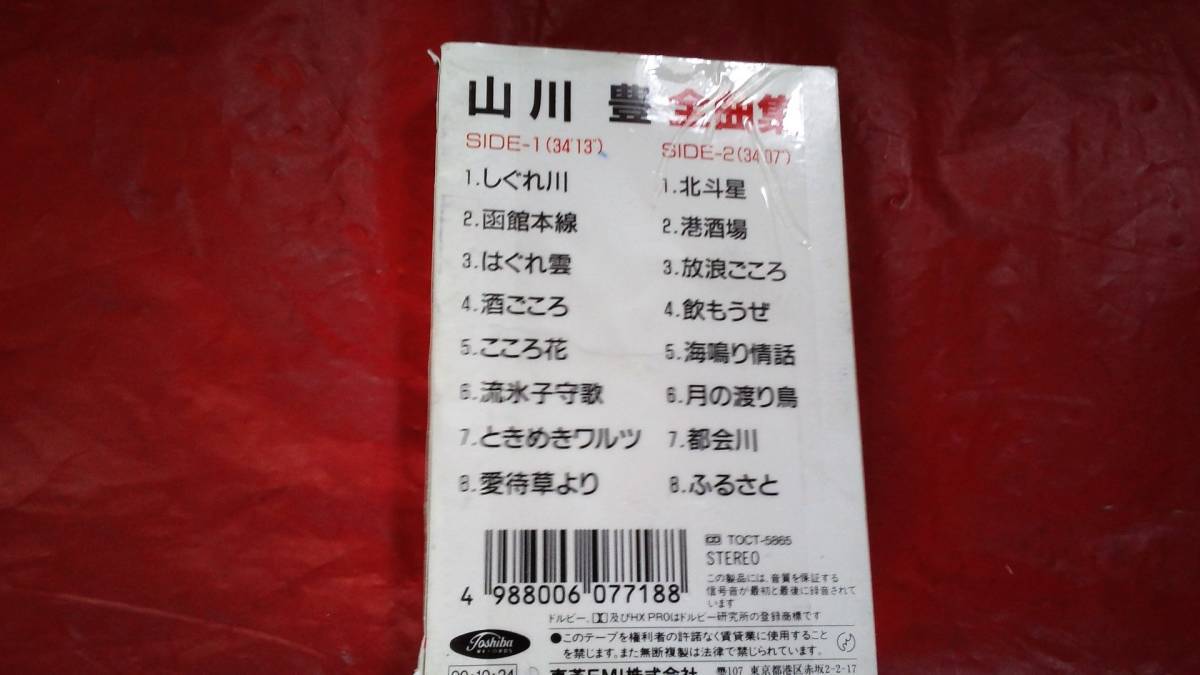 山川 豊 全曲集
SIDE-1(34'13")
1.しぐれ川
2.函館本線
3.はぐれ雲
4.酒ごころ
5.こころ花
6.流氷子守歌
7.ときめきワルツ
8.愛待草より
SIDE-2(34'07")
1.北斗星
2.港酒場
3.放浪ごころ
4.飲もうぜ
5.海鳴り情話
6.月の渡り鳥
7.都会川
8.ふるさと
4 988006 077188
TOCT-5865
STEREO
この製品には、音質を保証する
信号音が最初と最後に録音されて
います
ドルビー、及びHX PROはドルビー研究所の登録商標です
Toshiba
RECORDS
●このテープを権利者の許諾なく賃貸業に使用すること
を禁じます。また無断複製は法律で禁じられています。
東芝EMI株式会社 〒107 東京都港区赤坂2-2-17